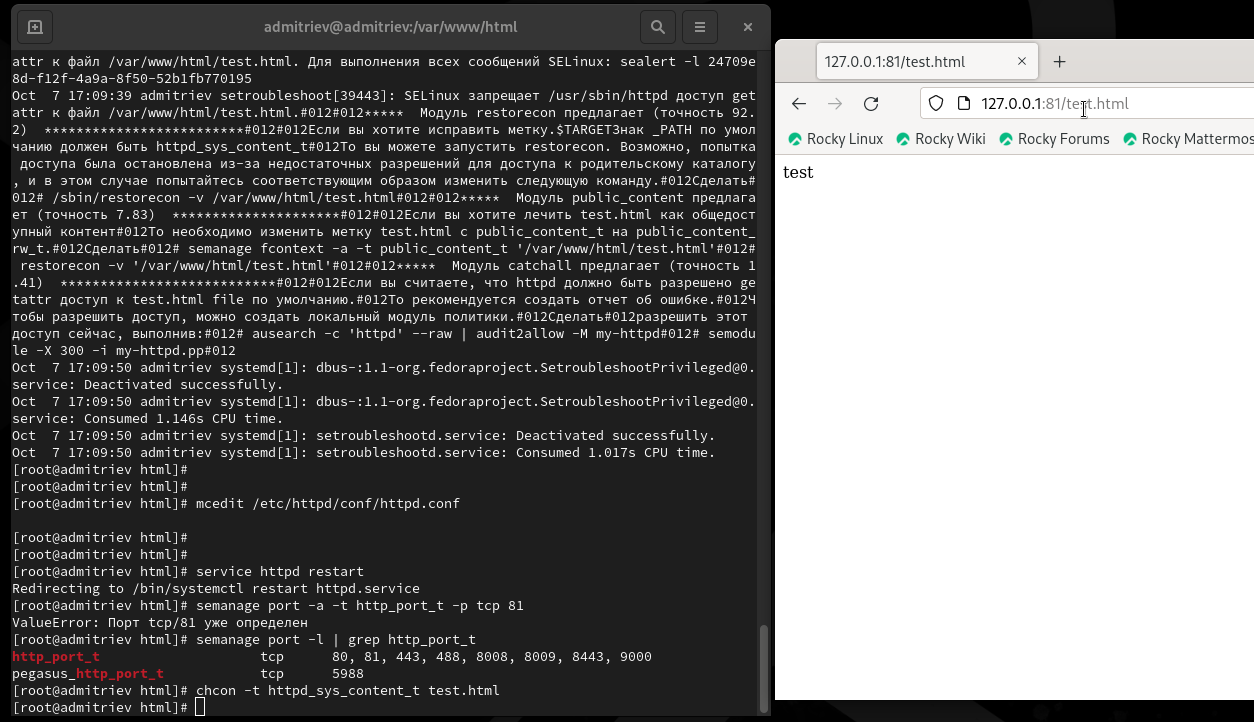 admitriev@admitriev:/var/www/html
attr к файл /var/www/html/test.html. Для выполнения всех сообщений SELinux: sealert -l 24709e
8d-f12f-4a9a-8f50-52b1fb770195
Oct  7 17:09:39 admitriev setroubleshoot[39443]: SELinux запрещает /usr/sbin/httpd доступ get
attr к файл /var/www/html/test.html.#012#012*****  Модуль restorecon предлагает (точность 92.
2)  *************************#012#012Если вы хотите исправить метку.$TARGETЗнак _PATH по умол
чанию должен быть httpd_sys_content_t#012То вы можете запустить restorecon. Возможно, попытка
 доступа была остановлена из-за недостаточных разрешений для доступа к родительскому каталогу
, и в этом случае попытайтесь соответствующим образом изменить следующую команду.#012Сделать#
012# /sbin/restorecon -v /var/www/html/test.html#012#012*****  Модуль public_content предлага
ет (точность 7.83)  *********************#012#012Если вы хотите лечить test.html как общедост
упный контент#012То необходимо изменить метку test.html с public_content_t на public_content_
rw_t.#012Сделать#012# semanage fcontext -a -t public_content_t '/var/www/html/test.html'#012#
 restorecon -v '/var/www/html/test.html'#012#012*****  Модуль catchall предлагает (точность 1
.41)  ***************************#012#012Если вы считаете, что httpd должно быть разрешено ge
tattr доступ к test.html file по умолчанию.#012То рекомендуется создать отчет об ошибке.#012Ч
тобы разрешить доступ, можно создать локальный модуль политики.#012Сделать#012разрешить этот
доступ сейчас, выполнив:#012# ausearch -c 'httpd' --raw | audit2allow -M my-httpd#012# semodu
le -X 300 -i my-httpd.pp#012
Oct  7 17:09:50 admitriev systemd[1]: dbus-:1.1-org.fedoraproject.SetroubleshootPrivileged@0.
service: Deactivated successfully.
Oct  7 17:09:50 admitriev systemd[1]: dbus-:1.1-org.fedoraproject.SetroubleshootPrivileged@0.
service: Consumed 1.146s CPU time.
Oct  7 17:09:50 admitriev systemd[1]: setroubleshootd.service: Deactivated successfully.
Oct  7 17:09:50 admitriev systemd[1]: setroubleshootd.service: Consumed 1.017s CPU time.
[root@admitriev html]#
[root@admitriev html]#
[root@admitriev html]# mcedit /etc/httpd/conf/httpd.conf
[root@admitriev html]#
[root@admitriev html]#
[root@admitriev html]# service httpd restart
Redirecting to /bin/systemctl restart httpd.service
[root@admitriev html]# semanage port -a -t http_port_t -p tcp 81
ValueError: Порт tcp/81 уже определен
[root@admitriev html]# semanage port -l | grep http_port_t
http_port_t                    tcp      80, 81, 443, 488, 8008, 8009, 8443, 9000
pegasus_http_port_t            tcp      5988
[root@admitriev html]# chcon -t httpd_sys_content_t test.html
[root@admitriev html]#
127.0.0.1:81/test.html
127.0.0.1:81/test.html
Rocky Linux Rocky Wiki Rocky Forums Rocky Mattermos
test